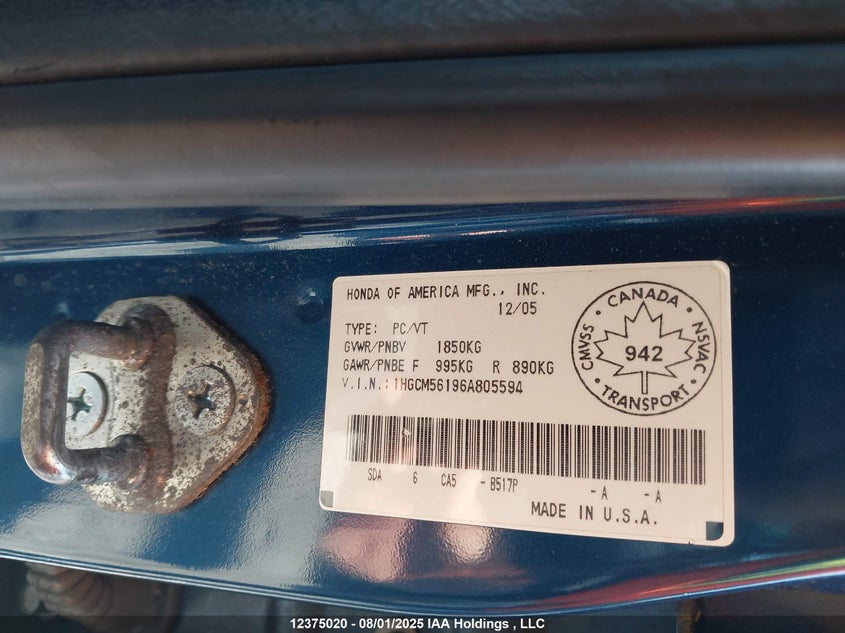 HONDA OF AMERICA MFG., INC.
12/05
TYPE: PC/VT
GVWR/PNBV 1850KG
GAWR/PNBE F 995KG R 890KG
V.I.N.: 1HGCM56196A805594
CANADA
CMVSS NSVAC
942
TRANSPORT
SDA 6 CA5 - B517P - A - A
MADE IN U.S.A.
12375020 - 08/01/2025 IAA Holdings , LLC